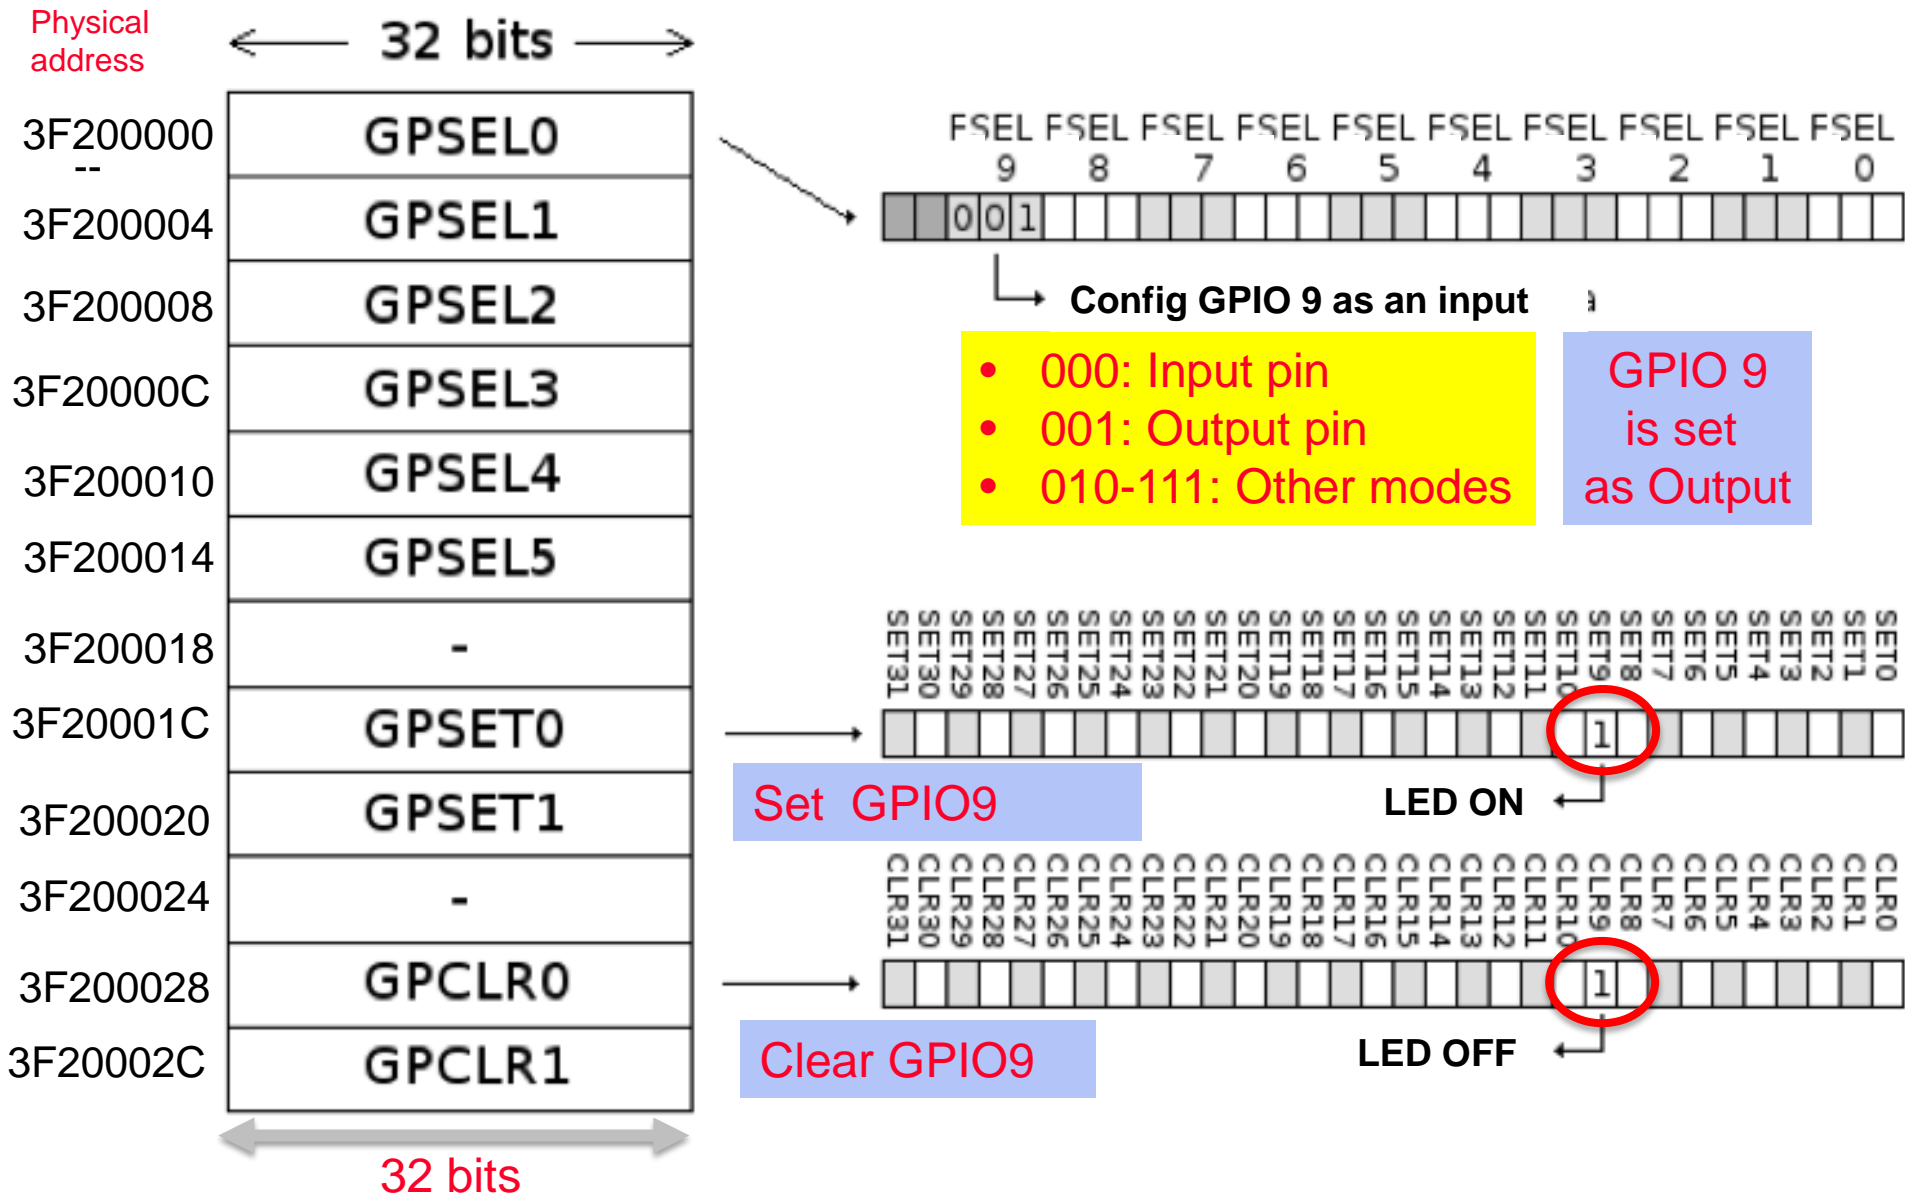 Physical
address
32 bits
3F200000
--
GPSEL0
3F200004
GPSEL1
3F200008
GPSEL2
3F20000C
GPSEL3
3F200010
GPSEL4
3F200014
GPSEL5
3F200018
-
3F20001C
GPSET0
3F200020
GPSET1
3F200024
-
3F200028
GPCLR0
3F20002C
GPCLR1
32 bits
FSEL FSEL FSEL FSEL FSEL FSEL FSEL FSEL FSEL FSEL
9 8 7 6 5 4 3 2 1 0
0 0 1
Config GPIO 9 as an input
• 000: Input pin
• 001: Output pin
• 010-111: Other modes
GPIO 9
is set
as Output
SET31 SET30 SET29 SET28 SET27 SET26 SET25 SET24 SET23 SET22 SET21 SET20 SET19 SET18 SET17 SET16 SET15 SET14 SET13 SET12 SET11 SET10 SET9 SET8 SET7 SET6 SET5 SET4 SET3 SET2 SET1 SET0
1
Set GPIO9
LED ON
CLR31 CLR30 CLR29 CLR28 CLR27 CLR26 CLR25 CLR24 CLR23 CLR22 CLR21 CLR20 CLR19 CLR18 CLR17 CLR16 CLR15 CLR14 CLR13 CLR12 CLR11 CLR10 CLR9 CLR8 CLR7 CLR6 CLR5 CLR4 CLR3 CLR2 CLR1 CLR0
1
Clear GPIO9
LED OFF